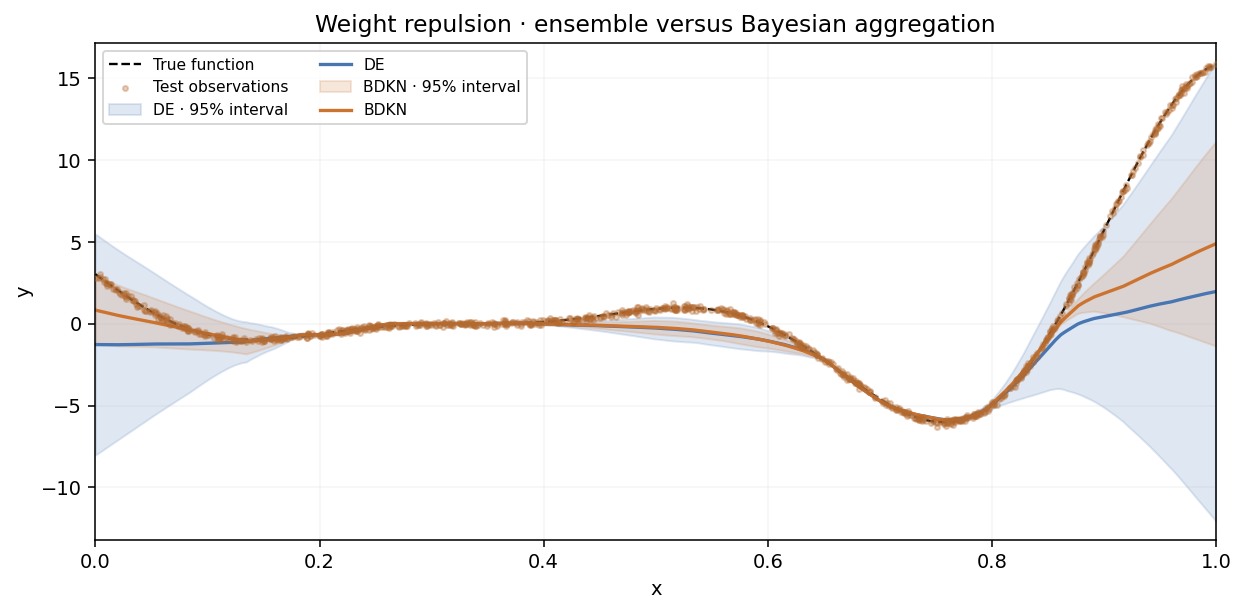 Weight repulsion · ensemble versus Bayesian aggregation
True function
Test observations
DE · 95% interval
DE
BDKN · 95% interval
BDKN
15
10
5
0
−5
−10
y
0.0 0.2 0.4 0.6 0.8 1.0
x